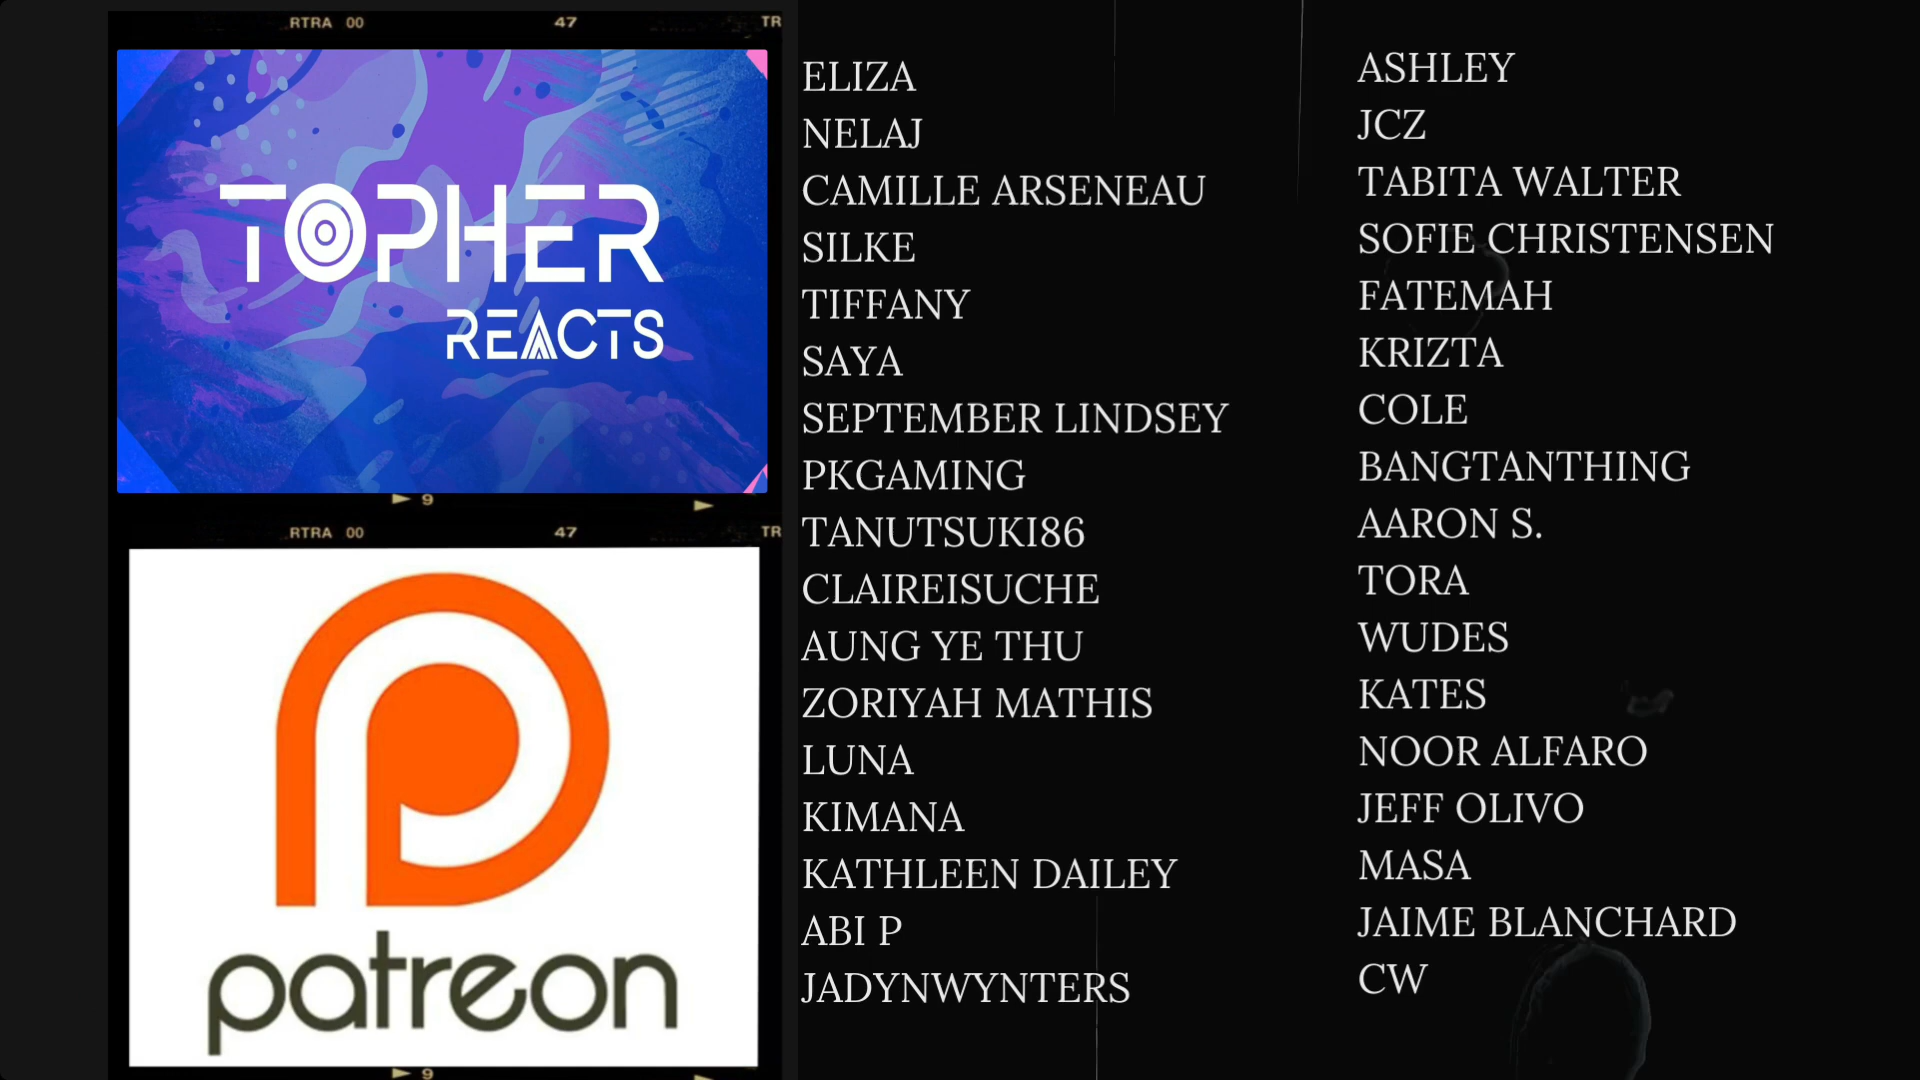 RTRA 00 47 TR
TOPHER
REACTS
9
RTRA 00 47 TR
patreon
9
ELIZA
NELAJ
CAMILLE ARSENEAU
SILKE
TIFFANY
SAYA
SEPTEMBER LINDSEY
PKGAMING
TANUTSUKI86
CLAIREISUCHE
AUNG YE THU
ZORIYAH MATHIS
LUNA
KIMANA
KATHLEEN DAILEY
ABI P
JADYNWYNTERS
ASHLEY
JCZ
TABITA WALTER
SOFIE CHRISTENSEN
FATEMAH
KRIZTA
COLE
BANGTANTHING
AARON S.
TORA
WUDES
KATES
NOOR ALFARO
JEFF OLIVO
MASA
JAIME BLANCHARD
CW